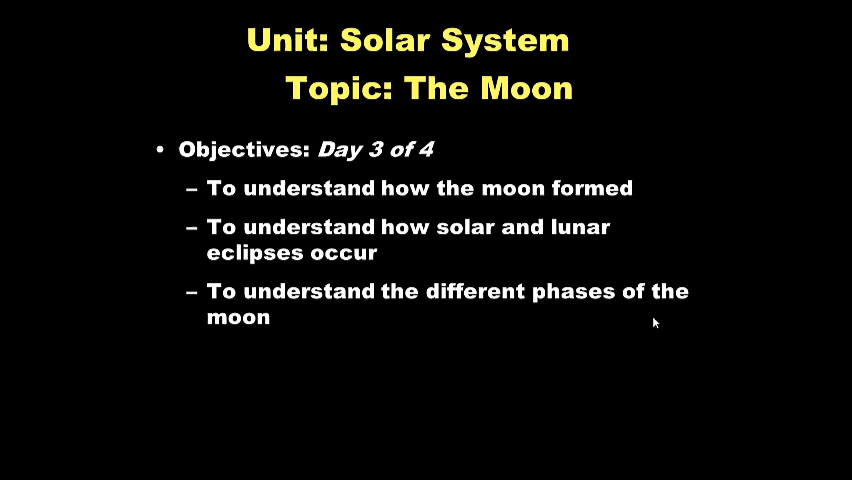 Unit: Solar System
Topic: The Moon
• Objectives: Day 3 of 4
– To understand how the moon formed
– To understand how solar and lunar
eclipses occur
– To understand the different phases of the
moon